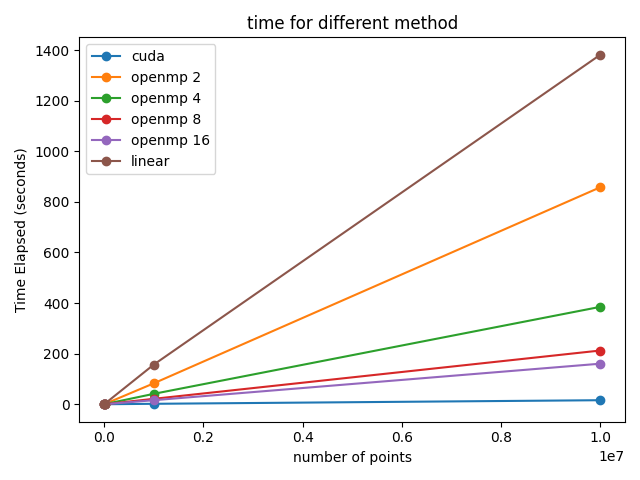 time for different method
cuda
openmp 2
openmp 4
openmp 8
openmp 16
linear
Time Elapsed (seconds)
1400
1200
1000
800
600
400
200
0
0.0 0.2 0.4 0.6 0.8 1.0
1e7
number of points